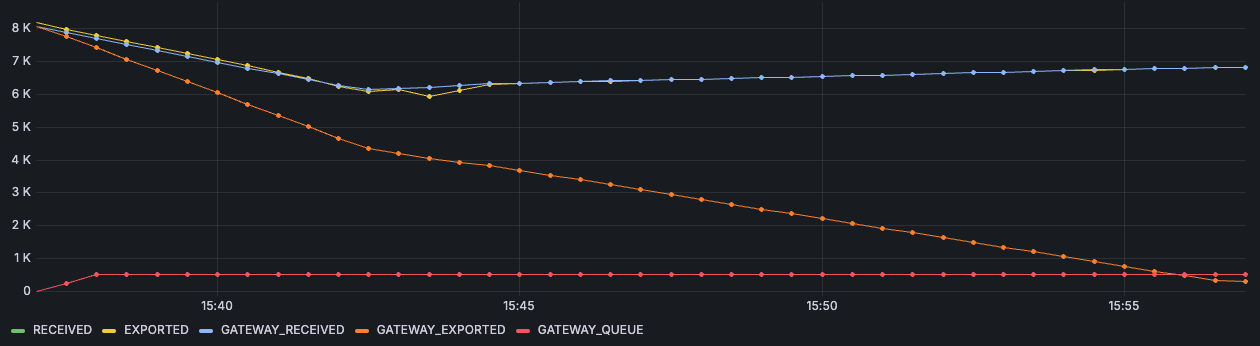 8 K
7 K
6 K
5 K
4 K
3 K
2 K
1 K
0
15:40 15:45 15:50 15:55
RECEIVED EXPORTED GATEWAY_RECEIVED GATEWAY_EXPORTED GATEWAY_QUEUE